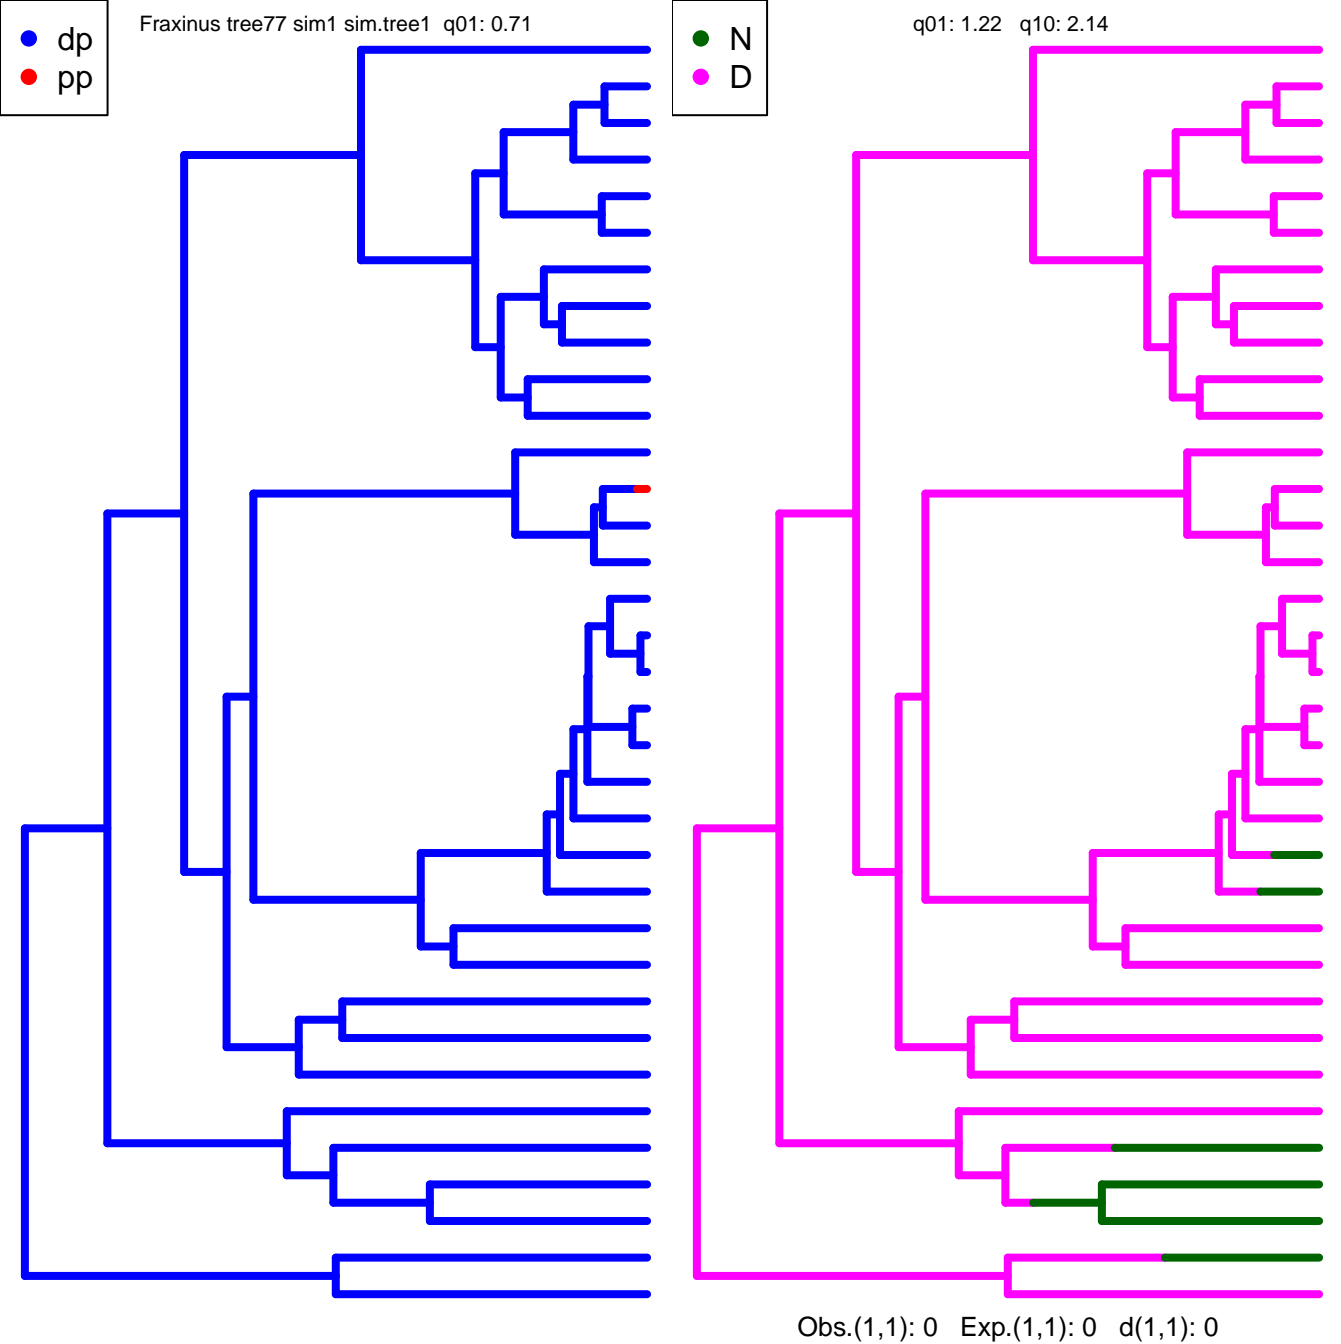 Fraxinus tree77 sim1 sim.tree1  q01: 0.71
dp
pp
q01: 1.22   q10: 2.14
N
D
Obs.(1,1): 0   Exp.(1,1): 0   d(1,1): 0